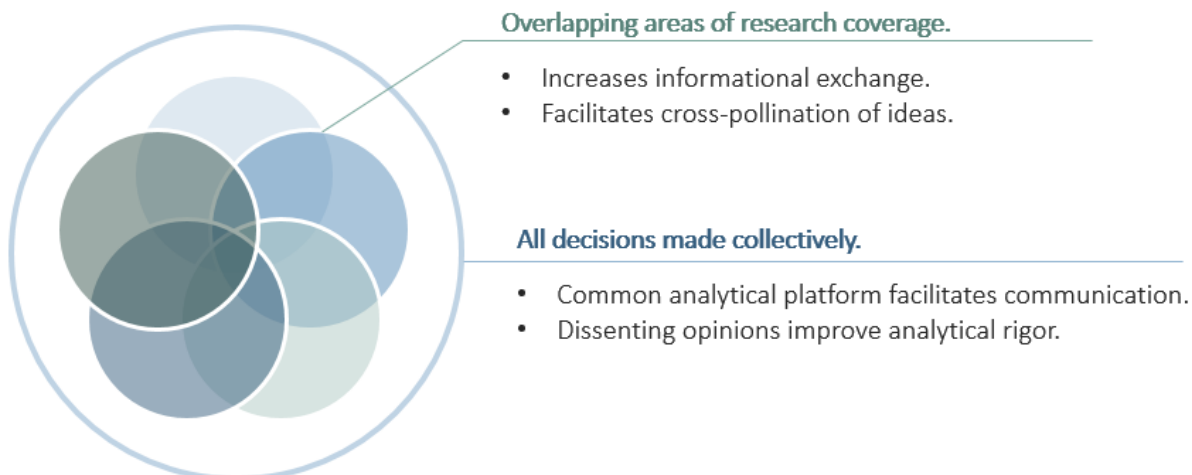 Overlapping areas of research coverage.
• Increases informational exchange.
• Facilitates cross-pollination of ideas.
All decisions made collectively.
• Common analytical platform facilitates communication.
• Dissenting opinions improve analytical rigor.